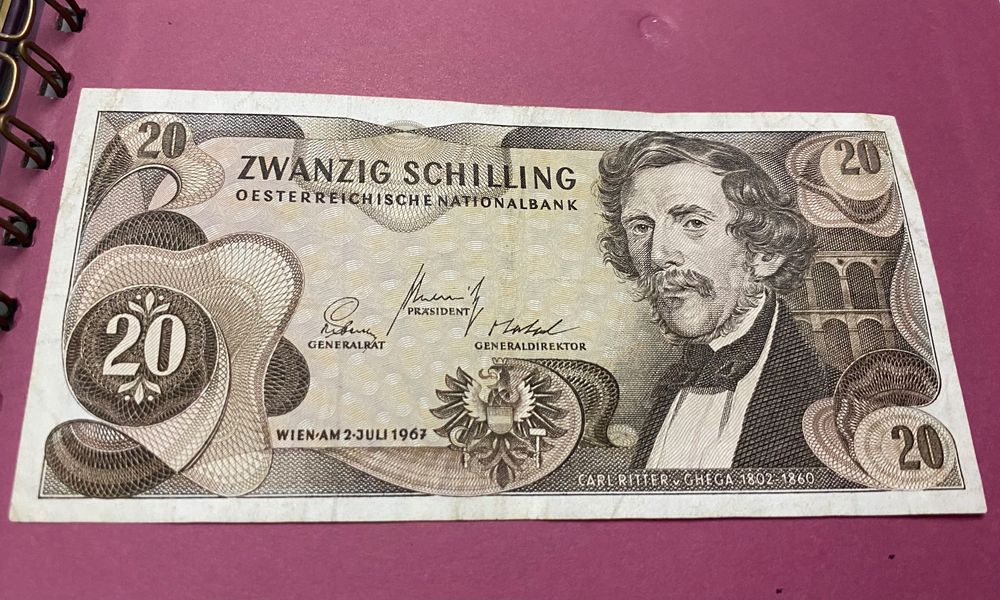 20
20
ZWANZIG SCHILLING
OESTERREICHISCHE NATIONALBANK
PRÄSIDENT
GENERALRAT
GENERALDIREKTOR
20
WIEN·AM 2·JULI 1967
20
CARL RITTER v. GHEGA 1802-1860